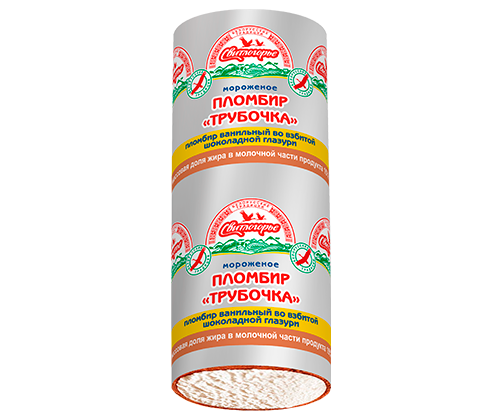 Свитлогорье
мороженое
ПЛОМБИР
«ТРУБОЧКА»
пломбир ванильный во взбитой
шоколадной глазури
доля жира в молочной части продукта
Свитлогорье
мороженое
ПЛОМБИР
«ТРУБОЧКА»
пломбир ванильный во взбитой
шоколадной глазури
доля жира в молочной части продукта